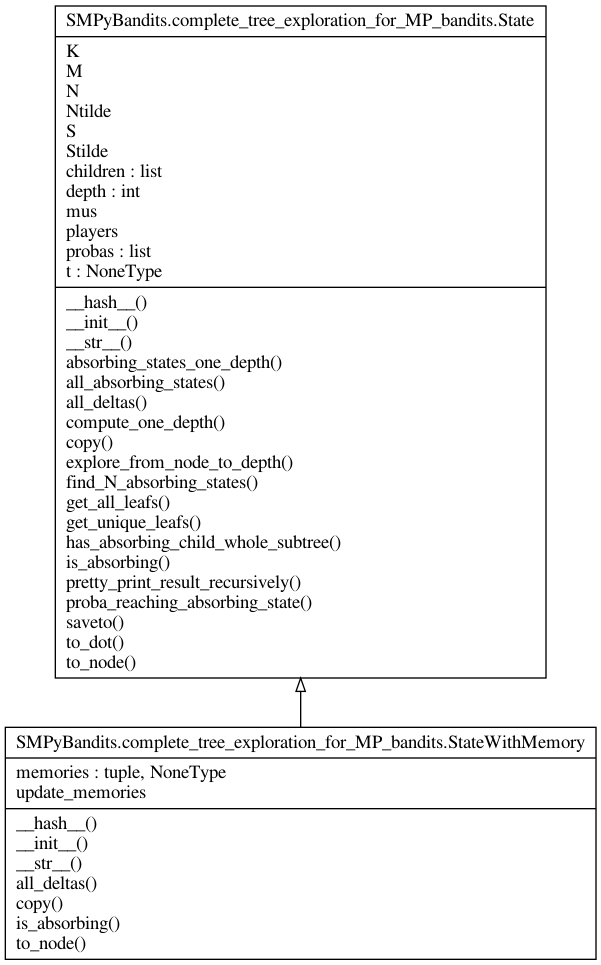 SMPyBandits.complete_tree_exploration_for_MP_bandits.State
K
M
N
Ntilde
S
Stilde
children : list
depth : int
mus
players
probas : list
t : NoneType
__hash__()
__init__()
__str__()
absorbing_states_one_depth()
all_absorbing_states()
all_deltas()
compute_one_depth()
copy()
explore_from_node_to_depth()
find_N_absorbing_states()
get_all_leafs()
get_unique_leafs()
has_absorbing_child_whole_subtree()
is_absorbing()
pretty_print_result_recursively()
proba_reaching_absorbing_state()
saveto()
to_dot()
to_node()
SMPyBandits.complete_tree_exploration_for_MP_bandits.StateWithMemory
memories : tuple, NoneType
update_memories
__hash__()
__init__()
__str__()
all_deltas()
copy()
is_absorbing()
to_node()